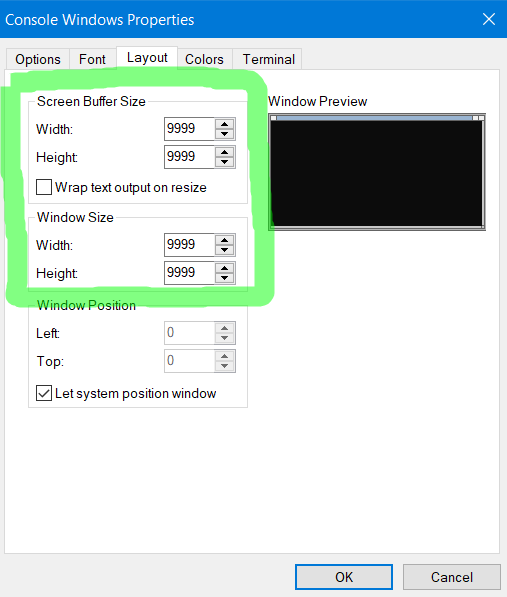 Console Windows Properties
Options Font Layout Colors Terminal
Screen Buffer Size
Width: 9999
Height: 9999
Wrap text output on resize
Window Size
Width: 9999
Height: 9999
Window Position
Left: 0
Top: 0
Let system position window
Window Preview
OK Cancel